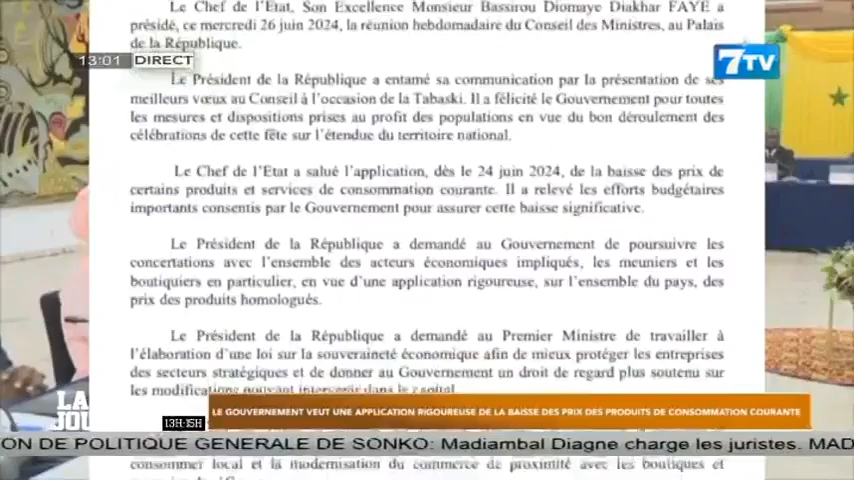 Le Chef de l'Etat, Son Excellence Monsieur Bassirou Diomaye Diakhar FAYE a
présidé, ce mercredi 26 juin 2024, la réunion hebdomadaire du Conseil des Ministres, au Palais
de la République.
13:01 DIRECT
7TV
Le Président de la République a entamé sa communication par la présentation de ses
meilleurs vœux au Conseil à l'occasion de la Tabaski. Il a félicité le Gouvernement pour toutes
les mesures et dispositions prises au profit des populations en vue du bon déroulement des
célébrations de cette fête sur l'étendue du territoire national.
Le Chef de l'Etat a salué l'application, dès le 24 juin 2024, de la baisse des prix de
certains produits et services de consommation courante. Il a relevé les efforts budgétaires
importants consentis par le Gouvernement pour assurer cette baisse significative.
Le Président de la République a demandé au Gouvernement de poursuivre les
concertations avec l'ensemble des acteurs économiques impliqués, les meuniers et les
boutiquiers en particulier, en vue d'une application rigoureuse, sur l'ensemble du pays, des
prix des produits homologués.
Le Président de la République a demandé au Premier Ministre de travailler à
l'élaboration d'une loi sur la souveraineté économique afin de mieux protéger les entreprises
des secteurs stratégiques et de donner au Gouvernement un droit de regard plus soutenu sur
les modifications pouvant intervenir dans le capital.
LA
JOU
13H-15H
LE GOUVERNEMENT VEUT UNE APPLICATION RIGOUREUSE DE LA BAISSE DES PRIX DES PRODUITS DE CONSOMMATION COURANTE
ON DE POLITIQUE GENERALE DE SONKO: Madiambal Diagne charge les juristes. MAD
consommer local et la modernisation du commerce de proximité avec les boutiques et